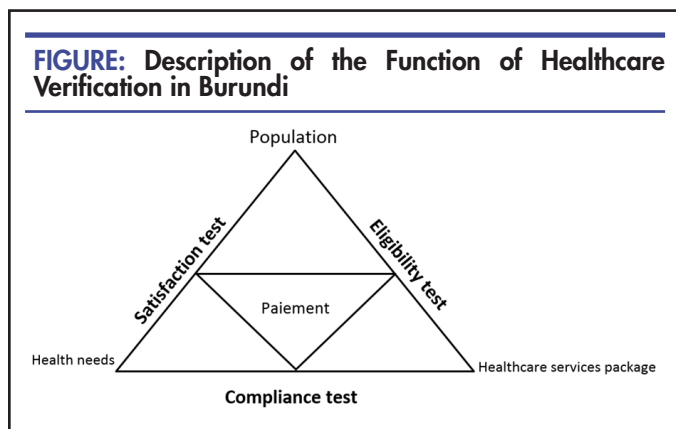 FIGURE: Description of the Function of Healthcare
Verification in Burundi
Population
Satisfaction test
Eligibility test
Paiement
Health needs
Healthcare services package
Compliance test